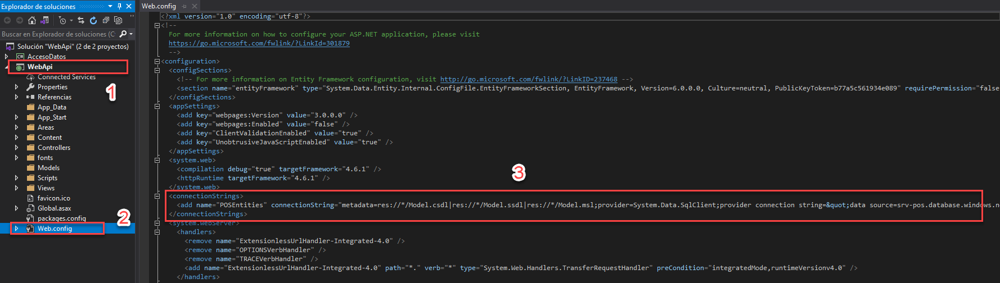 Explorador de soluciones
Buscar en Explorador de soluciones (C
Solución "WebApi" (2 de 2 proyectos)
C# AccesoDatos
WebApi
Connected Services
1
Properties
Referencias
App_Data
App_Start
Areas
Content
Controllers
fonts
Models
Scripts
Views
favicon.ico
Global.asax
packages.config
2
Web.config
Web.config
<?xml version="1.0" encoding="utf-8"?>
<!--
For more information on how to configure your ASP.NET application, please visit
https://go.microsoft.com/fwlink/?LinkId=301879
-->
<configuration>
<configSections>
<!-- For more information on Entity Framework configuration, visit http://go.microsoft.com/fwlink/?LinkID=237468 -->
<section name="entityFramework" type="System.Data.Entity.Internal.ConfigFile.EntityFrameworkSection, EntityFramework, Version=6.0.0.0, Culture=neutral, PublicKeyToken=b77a5c561934e089" requirePermission="false
</configSections>
<appSettings>
<add key="webpages:Version" value="3.0.0.0" />
<add key="webpages:Enabled" value="false" />
<add key="ClientValidationEnabled" value="true" />
<add key="UnobtrusiveJavaScriptEnabled" value="true" />
</appSettings>
<system.web>
<compilation debug="true" targetFramework="4.6.1" />
<httpRuntime targetFramework="4.6.1" />
</system.web>
3
<connectionStrings>
<add name="POSEntities" connectionString="metadata=res://*/Model.csdl|res://*/Model.ssdl|res://*/Model.msl;provider=System.Data.SqlClient;provider connection string=&quot;data source=srv-pos.database.windows.n
</connectionStrings>
<system.webServer>
<handlers>
<remove name="ExtensionlessUrlHandler-Integrated-4.0" />
<remove name="OPTIONSVerbHandler" />
<remove name="TRACEVerbHandler" />
<add name="ExtensionlessUrlHandler-Integrated-4.0" path="*." verb="*" type="System.Web.Handlers.TransferRequestHandler" preCondition="integratedMode,runtimeVersionv4.0" />
</handlers>